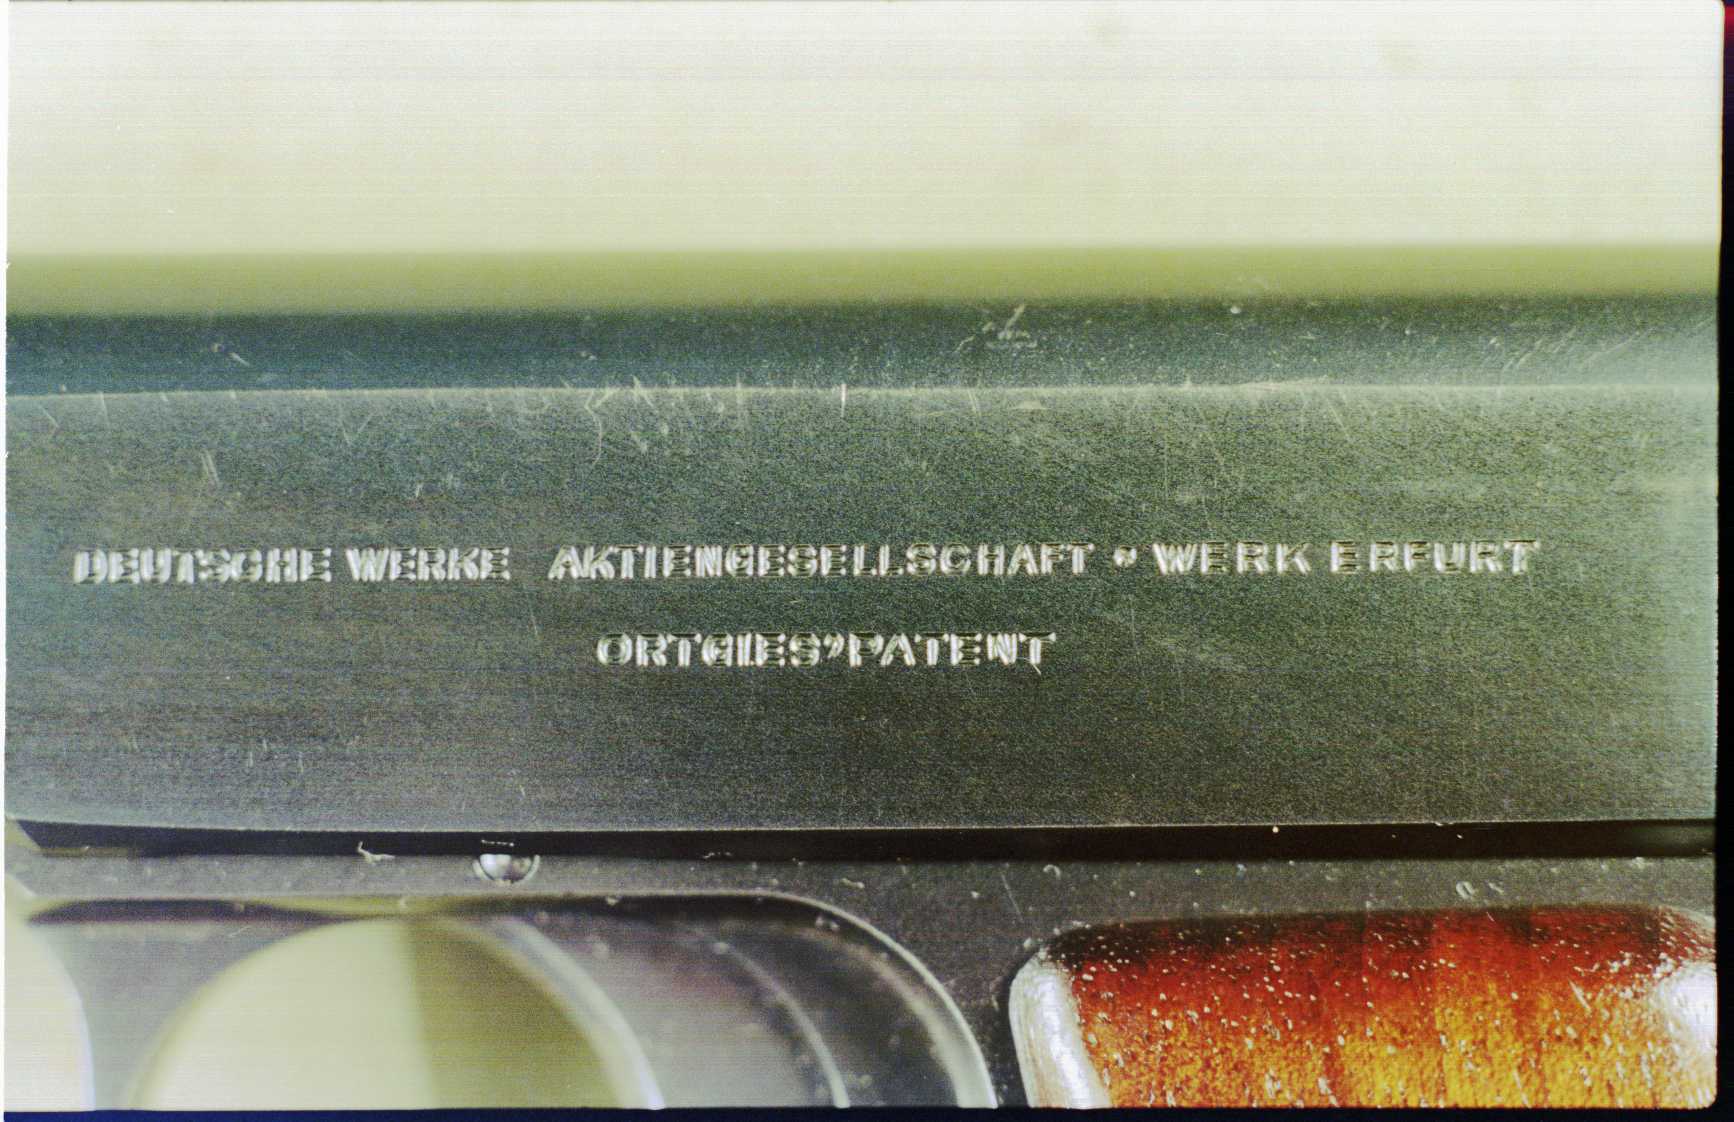 DEUTSCHE WERKE AKTIENGESELLSCHAFT • WERK ERFURT
ORTGIES'PATENT